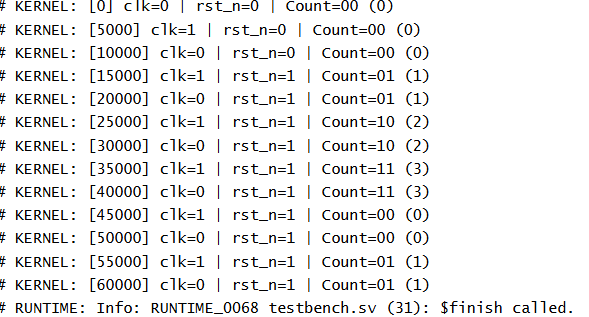 # KERNEL: [0] clk=0 | rst_n=0 | Count=00 (0)
# KERNEL: [5000] clk=1 | rst_n=0 | Count=00 (0)
# KERNEL: [10000] clk=0 | rst_n=0 | Count=00 (0)
# KERNEL: [15000] clk=1 | rst_n=1 | Count=01 (1)
# KERNEL: [20000] clk=0 | rst_n=1 | Count=01 (1)
# KERNEL: [25000] clk=1 | rst_n=1 | Count=10 (2)
# KERNEL: [30000] clk=0 | rst_n=1 | Count=10 (2)
# KERNEL: [35000] clk=1 | rst_n=1 | Count=11 (3)
# KERNEL: [40000] clk=0 | rst_n=1 | Count=11 (3)
# KERNEL: [45000] clk=1 | rst_n=1 | Count=00 (0)
# KERNEL: [50000] clk=0 | rst_n=1 | Count=00 (0)
# KERNEL: [55000] clk=1 | rst_n=1 | Count=01 (1)
# KERNEL: [60000] clk=0 | rst_n=1 | Count=01 (1)
# RUNTIME: Info: RUNTIME_0068 testbench.sv (31): $finish called.